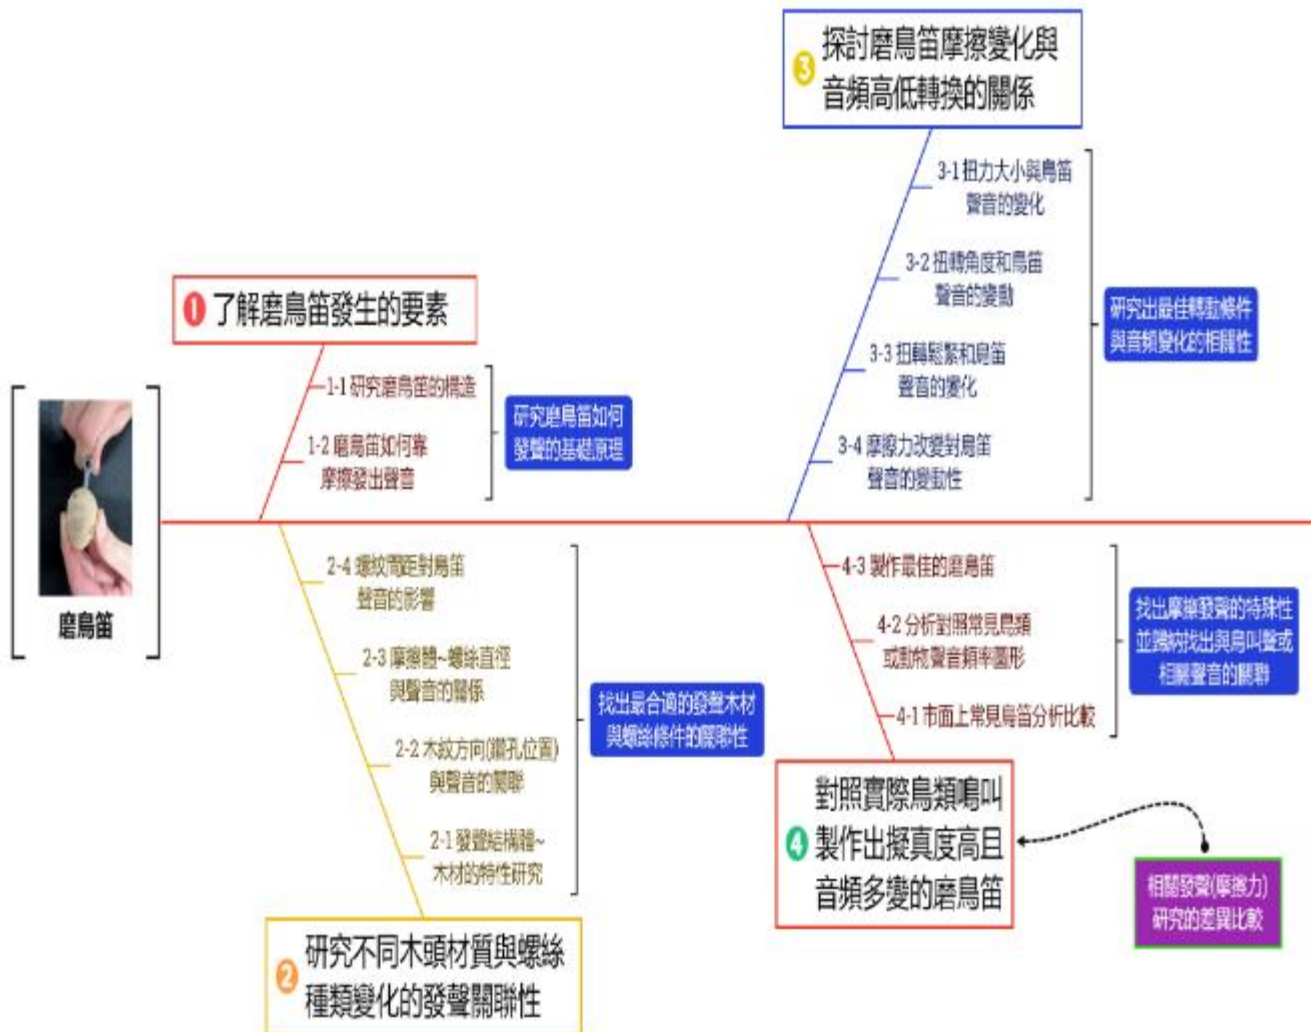 磨鳥笛
1 了解磨鳥笛發生的要素
1-1 研究磨鳥笛的構造
1-2 磨鳥笛如何靠
摩擦發出聲音
研究磨鳥笛如何
發聲的基礎原理
2-4 螺紋間距對鳥笛
聲音的影響
2-3 摩擦體~螺絲直徑
與聲音的關係
2-2 木紋方向(鑽孔位置)
與聲音的關聯
2-1 發聲結構體~
木材的特性研究
找出最合適的發聲木材
與螺絲條件的關聯性
2 研究不同木頭材質與螺絲
種類變化的發聲關聯性
3 探討磨鳥笛摩擦變化與
音頻高低轉換的關係
3-1 扭力大小與鳥笛
聲音的變化
3-2 扭轉角度和鳥笛
聲音的變動
3-3 扭轉鬆緊和鳥笛
聲音的變化
3-4 摩擦力改變對鳥笛
聲音的變動性
研究出最佳轉動條件
與音頻變化的相關性
4-3 製作最佳的磨鳥笛
4-2 分析對照常見鳥類
或動物聲音頻率圖形
4-1 市面上常見鳥笛分析比較
找出摩擦發聲的特殊性
並歸納找出與鳥叫聲或
相關聲音的關聯
4 對照實際鳥類鳴叫
製作出擬真度高且
音頻多變的磨鳥笛
相關發聲(摩擦力)
研究的差異比較